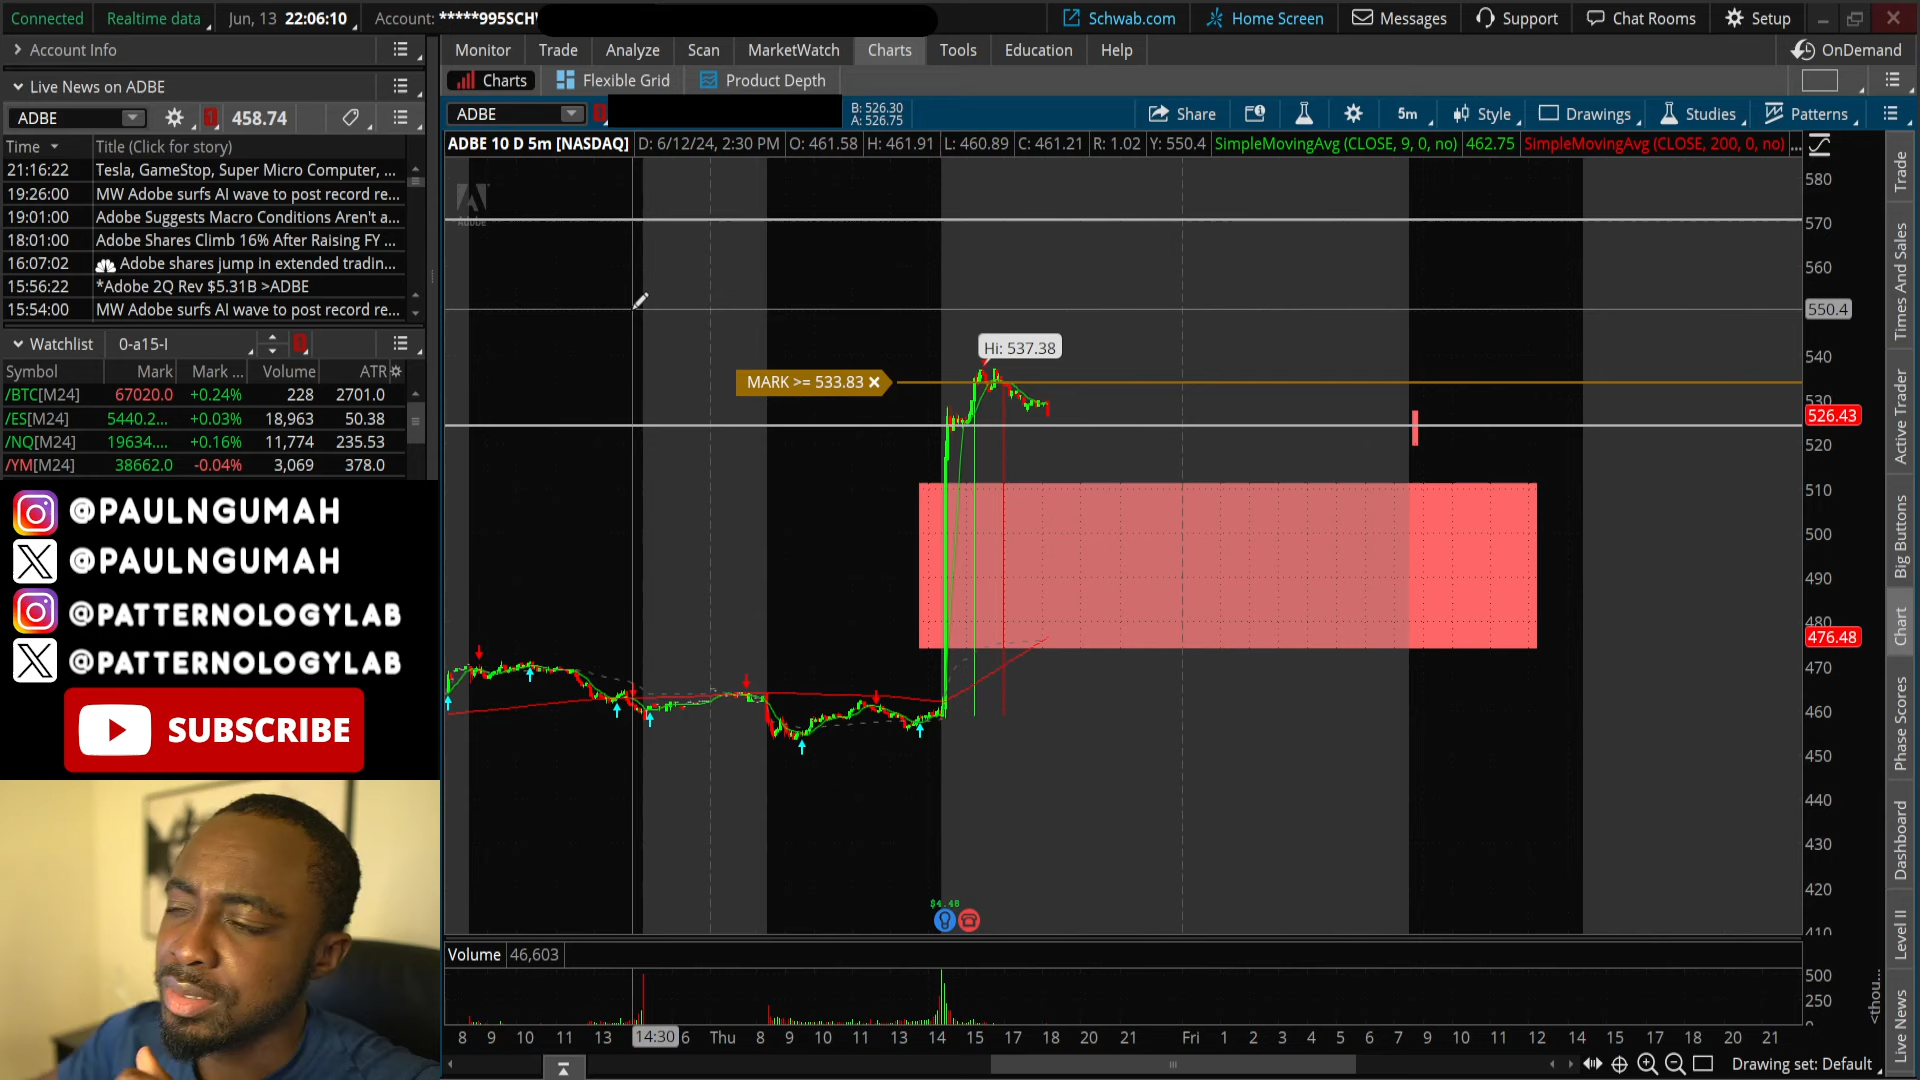 Connected
Realtime data
Jun, 13 22:06:10
Account: *****995SCHW
Schwab.com
Home Screen
Messages
Support
Chat Rooms
Setup
Account Info
Monitor
Trade
Analyze
Scan
MarketWatch
Charts
Tools
Education
Help
OnDemand
Live News on ADBE
Charts
Flexible Grid
Product Depth
ADBE
458.74
ADBE
B: 526.30
A: 526.75
Share
5m
Style
Drawings
Studies
Patterns
Time
Title (Click for story)
ADBE 10 D 5m [NASDAQ]
D: 6/12/24, 2:30 PM
O: 461.58
H: 461.91
L: 460.89
C: 461.21
R: 1.02
Y: 550.4
SimpleMovingAvg (CLOSE, 9, 0, no)
462.75
SimpleMovingAvg (CLOSE, 200, 0, no)
...
21:16:22 Tesla, GameStop, Super Micro Computer, ...
19:26:00 MW Adobe surfs AI wave to post record re...
19:01:00 Adobe Suggests Macro Conditions Aren't a...
18:01:00 Adobe Shares Climb 16% After Raising FY ...
16:07:02 Adobe shares jump in extended tradin...
15:56:22 *Adobe 2Q Rev $5.31B >ADBE
15:54:00 MW Adobe surfs AI wave to post record re...
Watchlist
0-a15-I
Symbol Mark Mark ... Volume ATR
/BTC[M24] 67020.0 +0.24% 228 2701.0
/ES[M24] 5440.2... +0.03% 18,963 50.38
/NQ[M24] 19634.... +0.16% 11,774 235.53
/YM[M24] 38662.0 -0.04% 3,069 378.0
@PAULNGUMAH
@PAULNGUMAH
@PATTERNOLOGYLAB
@PATTERNOLOGYLAB
SUBSCRIBE
Adobe
Hi: 537.38
MARK >= 533.83
$4.48
580
570
560
550.4
540
530
526.43
520
510
500
490
480
476.48
470
460
450
440
430
420
410
Volume
46,603
500
250
0
<thou...
8 9 10 11 13 14:30 6 Thu 8 9 10 11 13 14 15 17 18 20 21 Fri 8 9 10 11 13 14 15 17 18 20 21
Drawing set: Default
Trade
Times And Sales
Active Trader
Big Buttons
Chart
Phase Scores
Dashboard
Level II
Live News